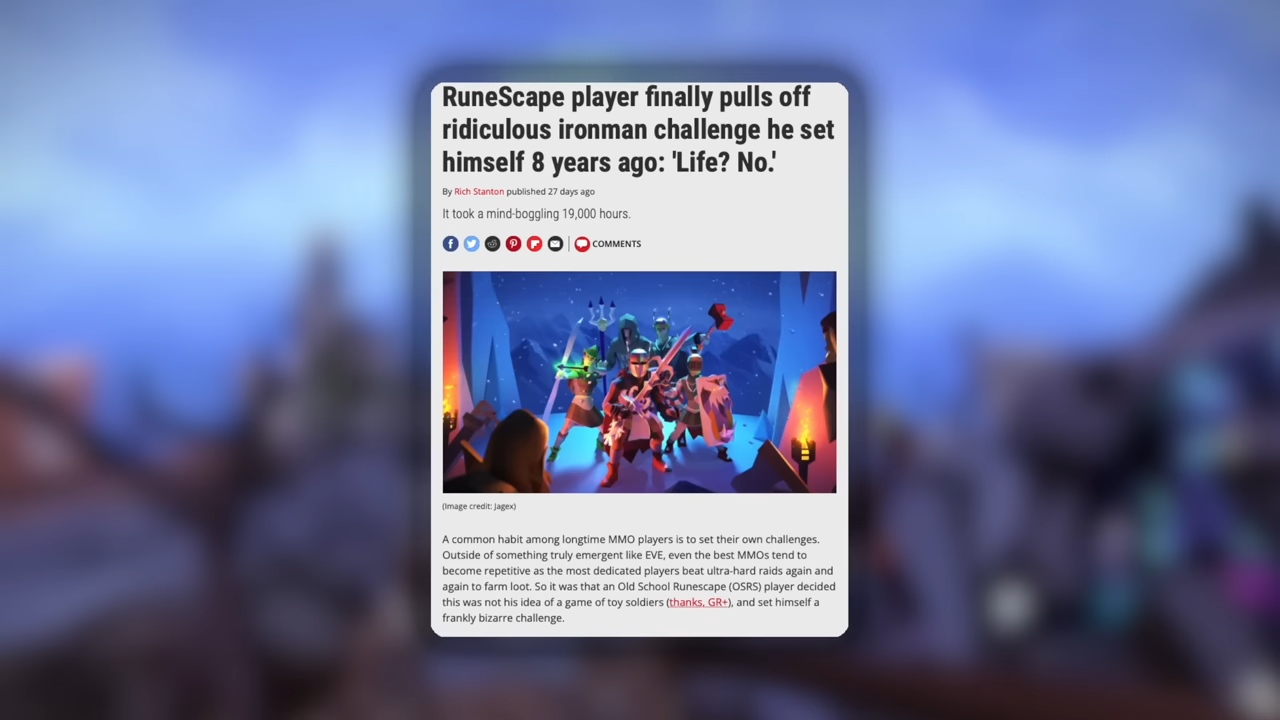 RuneScape player finally pulls off
ridiculous ironman challenge he set
himself 8 years ago: 'Life? No.'
By Rich Stanton published 27 days ago
It took a mind-boggling 19,000 hours.
COMMENTS
(Image credit: Jagex)
A common habit among longtime MMO players is to set their own challenges.
Outside of something truly emergent like EVE, even the best MMOs tend to
become repetitive as the most dedicated players beat ultra-hard raids again and
again to farm loot. So it was that an Old School Runescape (OSRS) player decided
this was not his idea of a game of toy soldiers (thanks, GR+), and set himself a
frankly bizarre challenge.